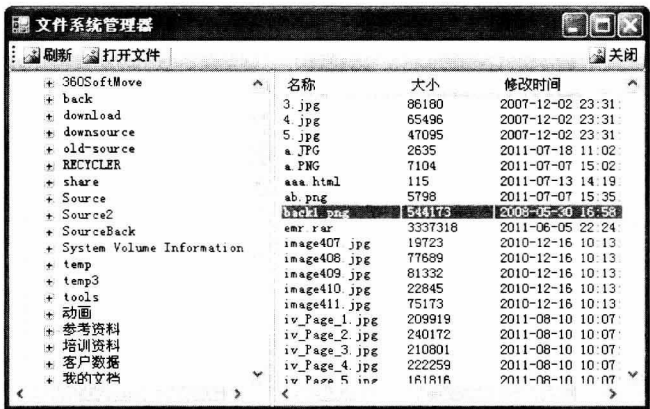 文件系统管理器
刷新 打开文件 关闭
360SoftMove
back
download
downsource
old-source
RECYCLER
share
Source
Source2
SourceBack
System Volume Information
temp
temp3
tools
动画
参考资料
培训资料
客户数据
我的文档
名称 大小 修改时间
3.jpg 86180 2007-12-02 23:31:
4.jpg 65496 2007-12-02 23:31:
5.jpg 47095 2007-12-02 23:31:
a.JPG 2635 2011-07-18 11:02:
a.PNG 7104 2011-07-07 15:02:
aaa.html 115 2011-07-13 14:19:
ab.png 5798 2011-07-07 15:35:
back1.png 544173 2008-05-30 16:58:
emr.rar 3337318 2011-06-05 22:24:
image407.jpg 19723 2010-12-16 10:13:
image408.jpg 77689 2010-12-16 10:13:
image409.jpg 81332 2010-12-16 10:13:
image410.jpg 22845 2010-12-16 10:13:
image411.jpg 75173 2010-12-16 10:13:
iv_Page_1.jpg 209919 2011-08-10 10:07:
iv_Page_2.jpg 240172 2011-08-10 10:07:
iv_Page_3.jpg 210801 2011-08-10 10:07:
iv_Page_4.jpg 222259 2011-08-10 10:07:
iv_Page_5.jpg 161816 2011-08-10 10:07: